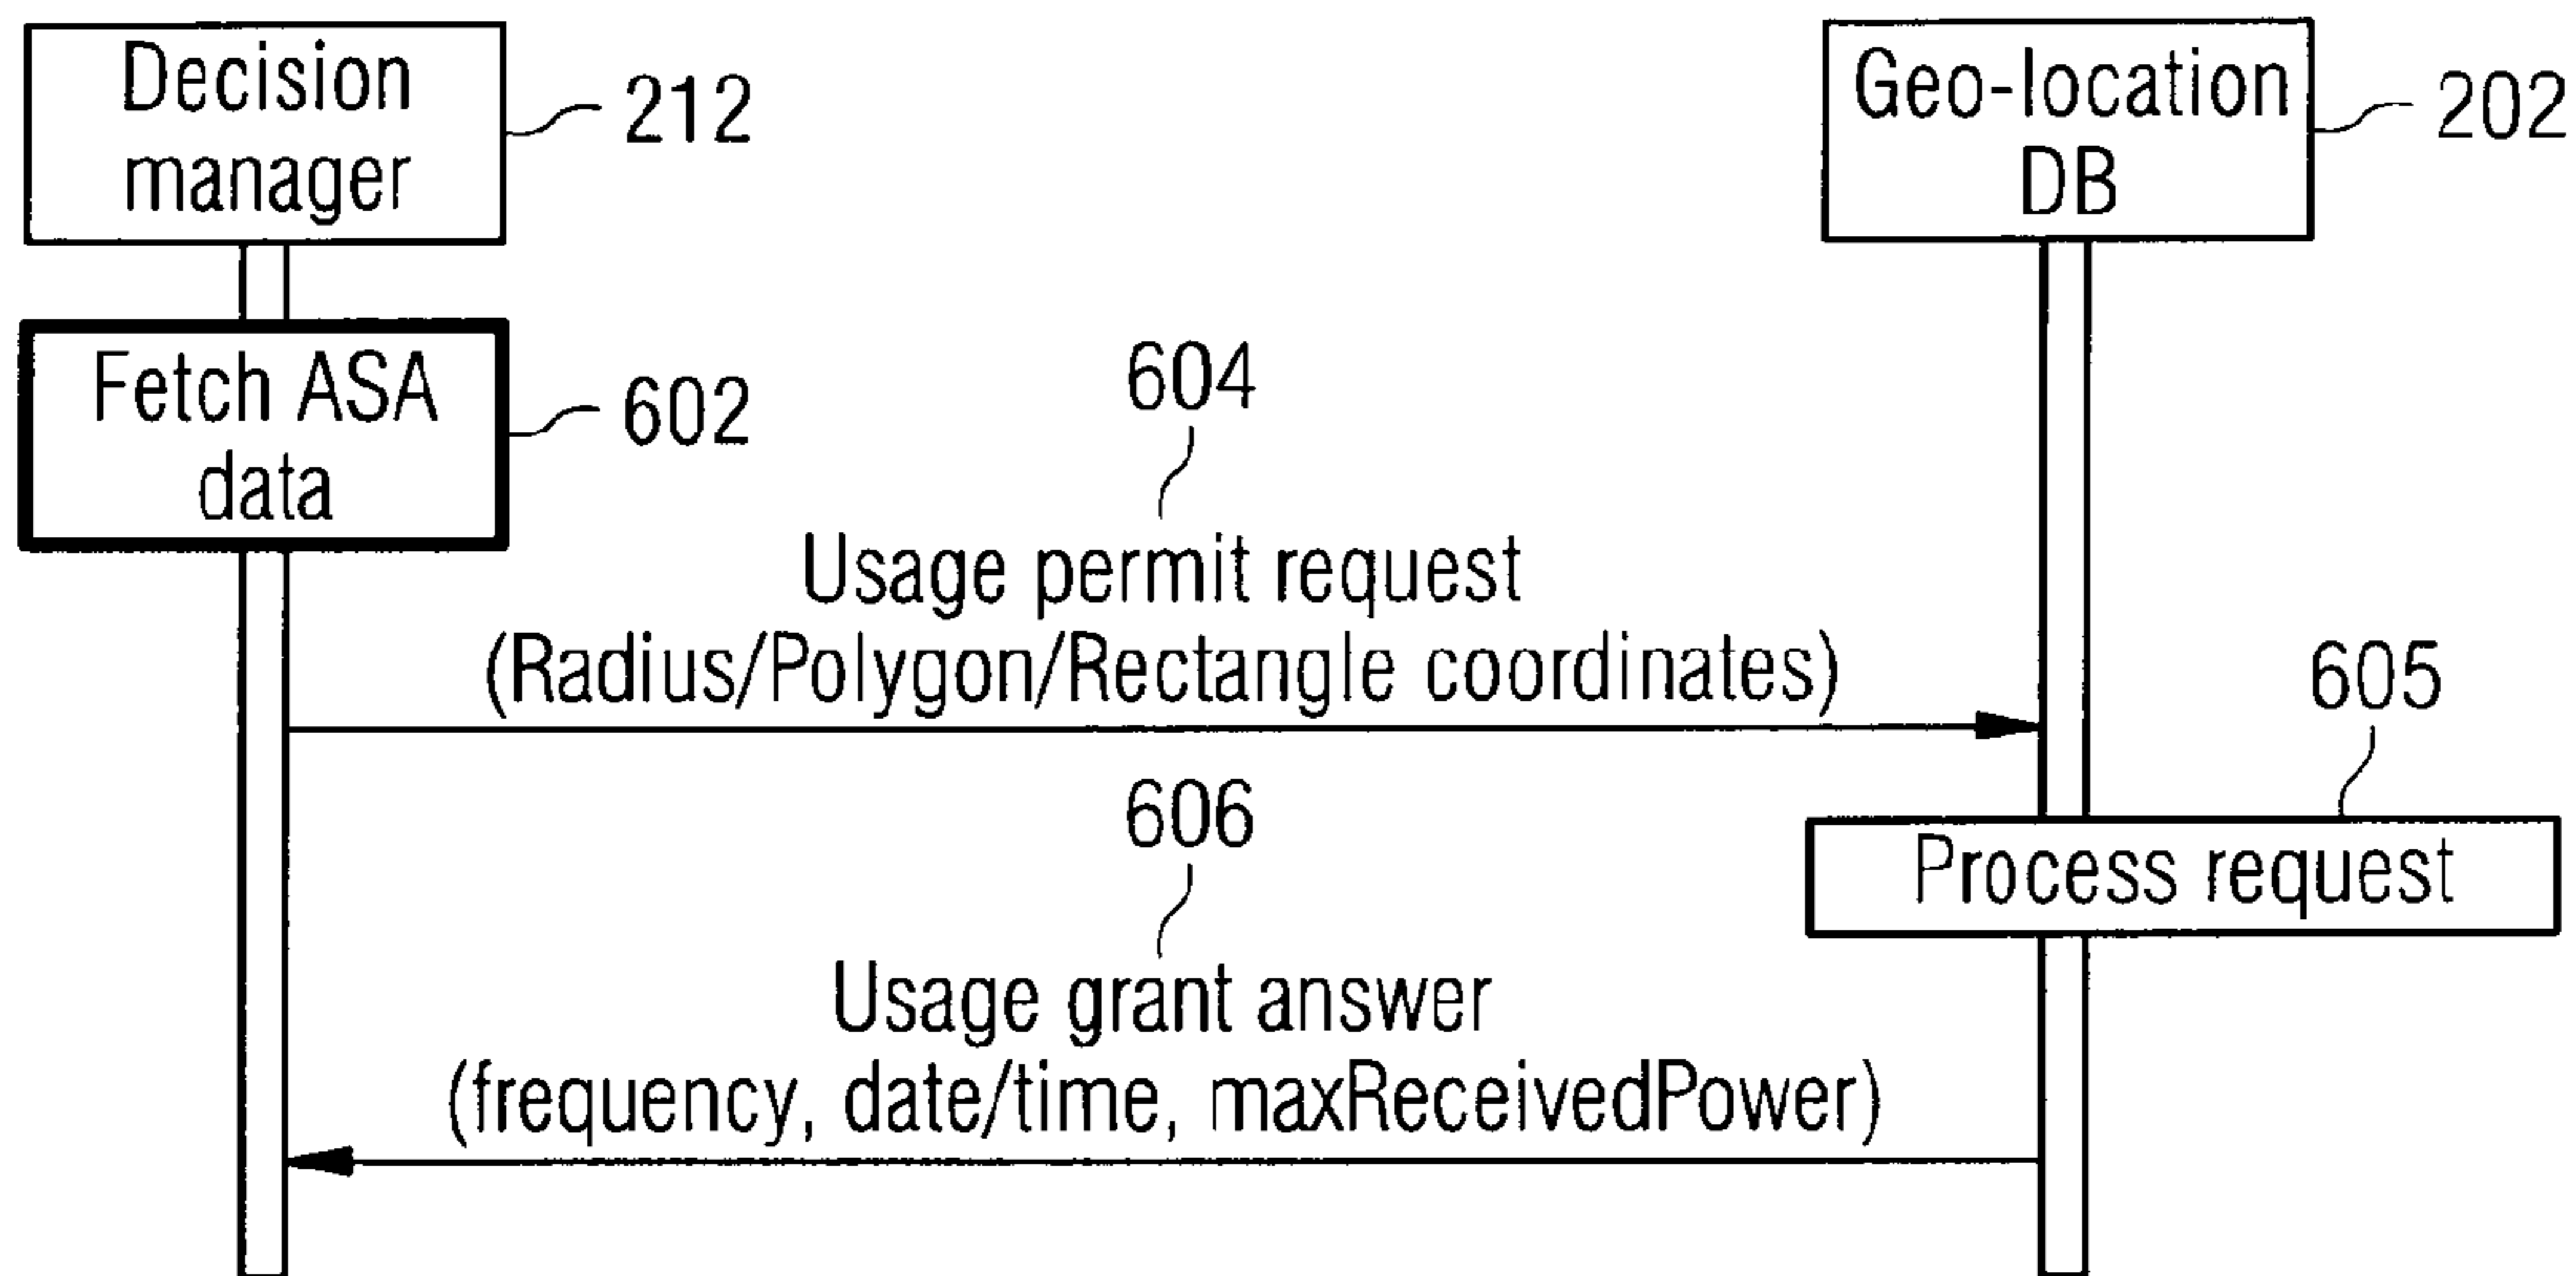 Decision
manager
212
Geo-location
DB
202
Fetch ASA
data
602
604
Usage permit request
(Radius/Polygon/Rectangle coordinates)
605
Process request
606
Usage grant answer
(frequency, date/time, maxReceivedPower)